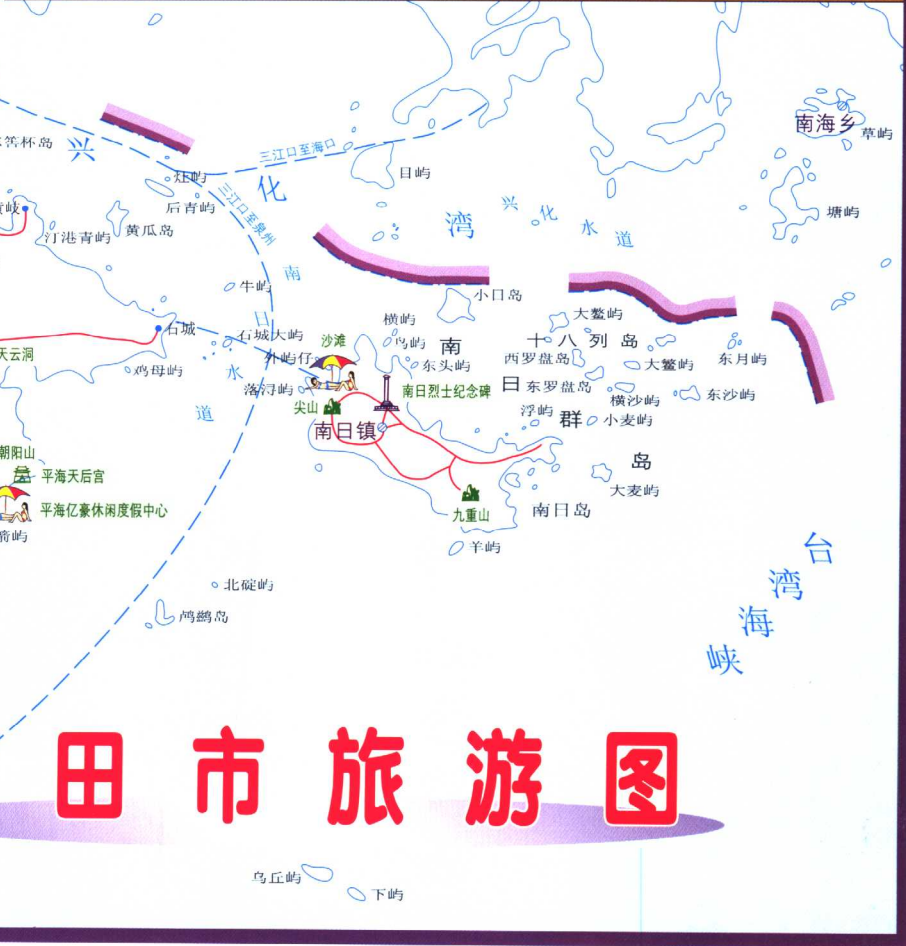 南海乡
草屿
筶杯岛
兴
化
湾
三江口至海口
三江口至泉州
目屿
灶屿
后青屿
兴化水道
塘屿
黄瓜岛
汀港青屿
牛屿
南日水道
小日岛
石城
石城大屿
沙滩
横屿
鸟屿
南日群岛
大鳌屿
十八列岛
天云洞
外屿仔
东头屿
西罗盘岛
大鳌屿
东月屿
鸡母屿
落浔屿
南日烈士纪念碑
东罗盘岛
横沙屿
东沙屿
尖山
南日镇
浮屿
小麦屿
朝阳山
平海天后宫
大麦屿
平海亿豪休闲度假中心
九重山
南日岛
箭屿
羊屿
台湾海峡
北碇屿
鸬鹚岛
田市旅游图
乌丘屿
下屿